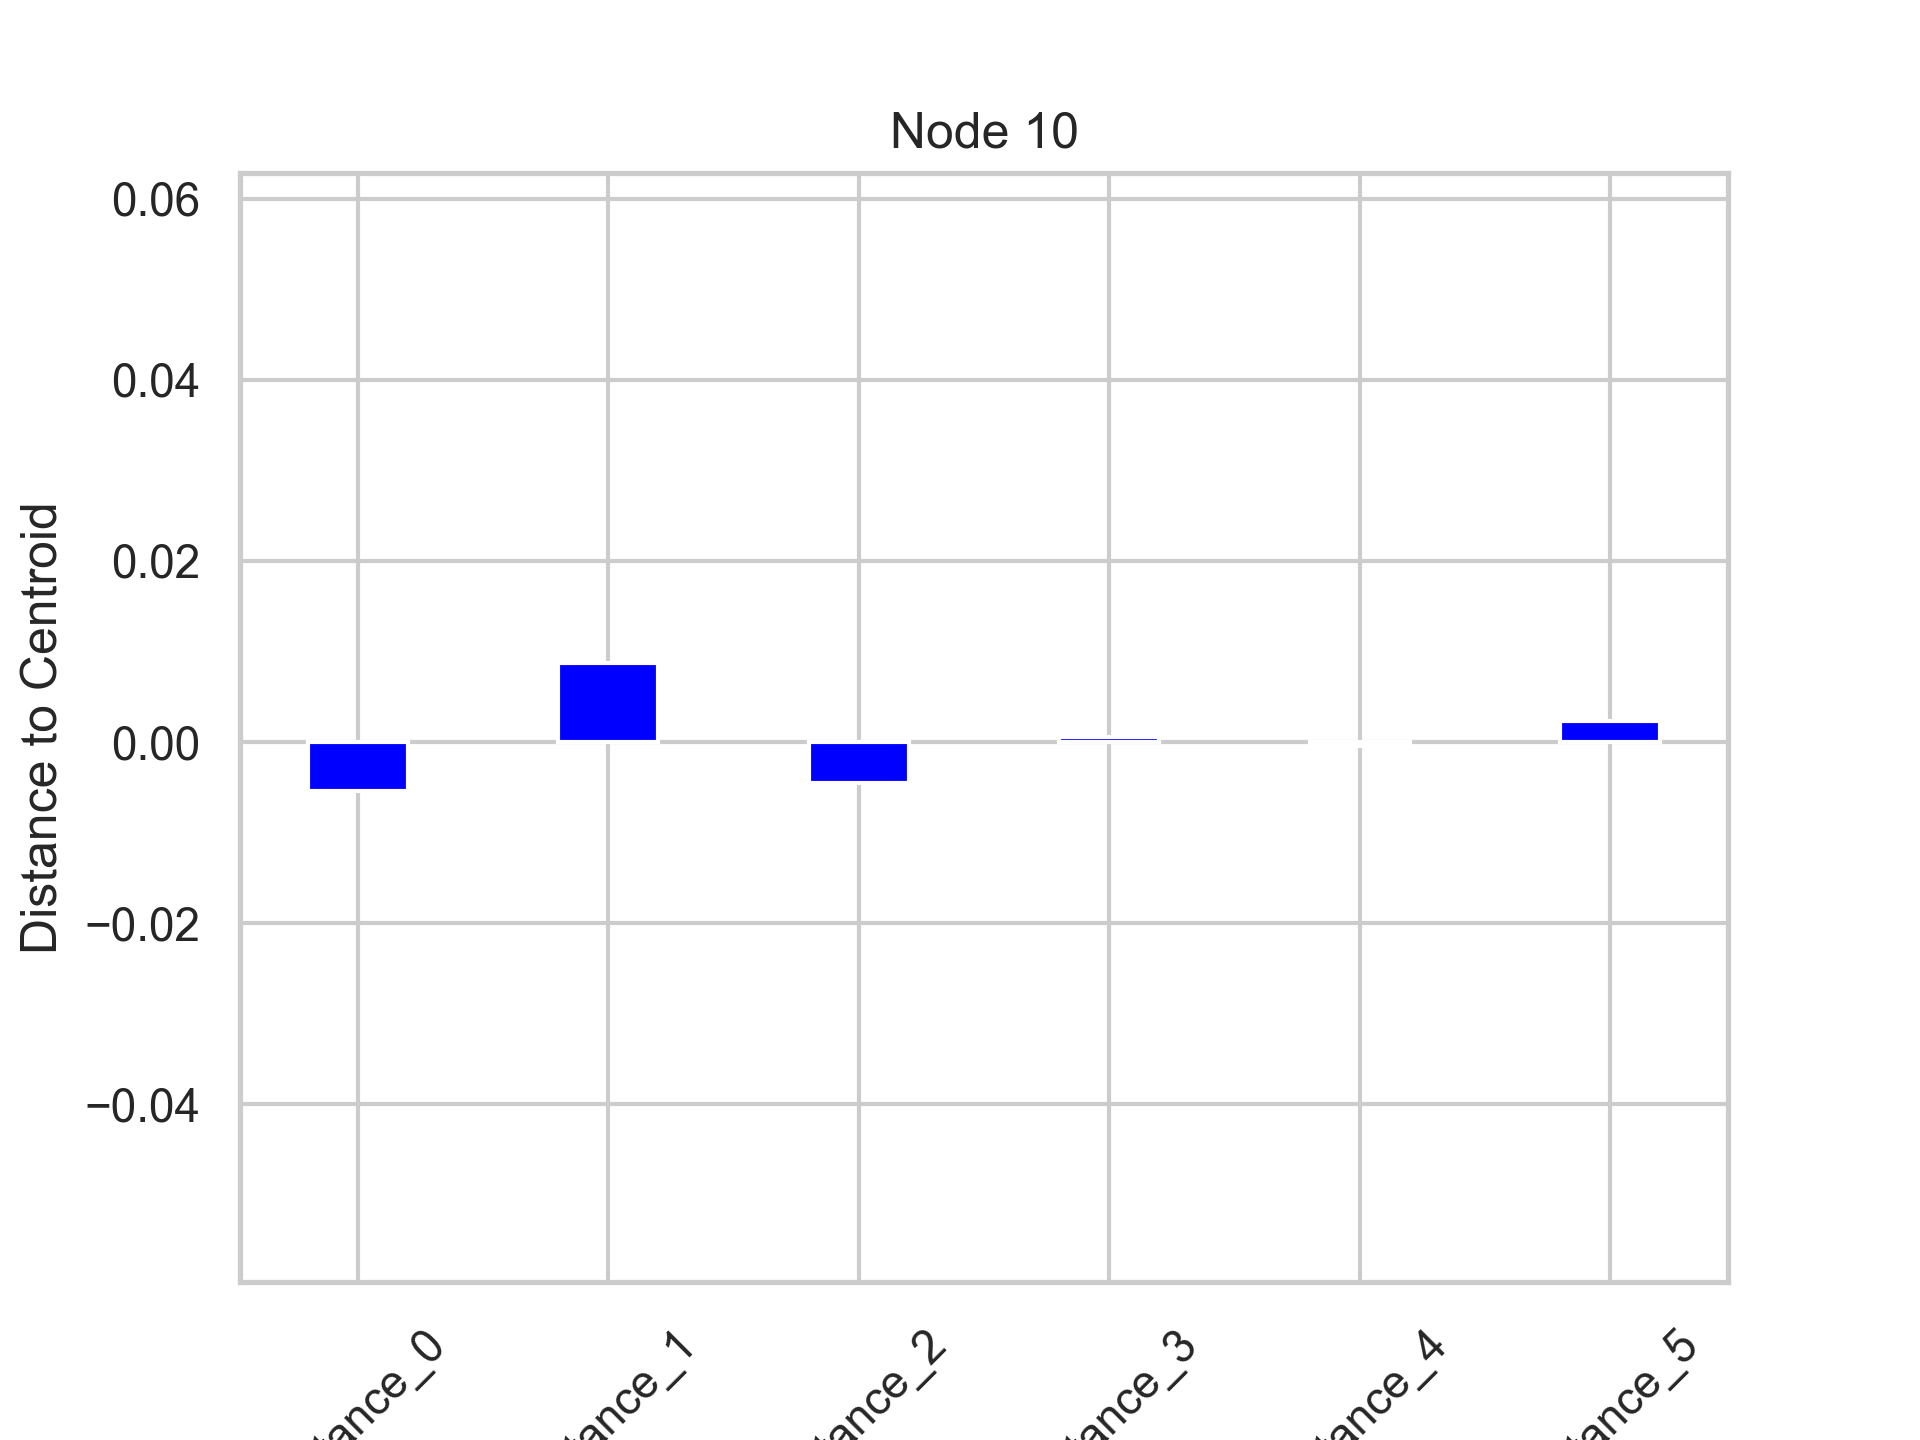 Node 10
0.06
0.04
0.02
0.00
−0.02
−0.04
Distance to Centroid
tance_0
tance_1
tance_2
tance_3
tance_4
tance_5